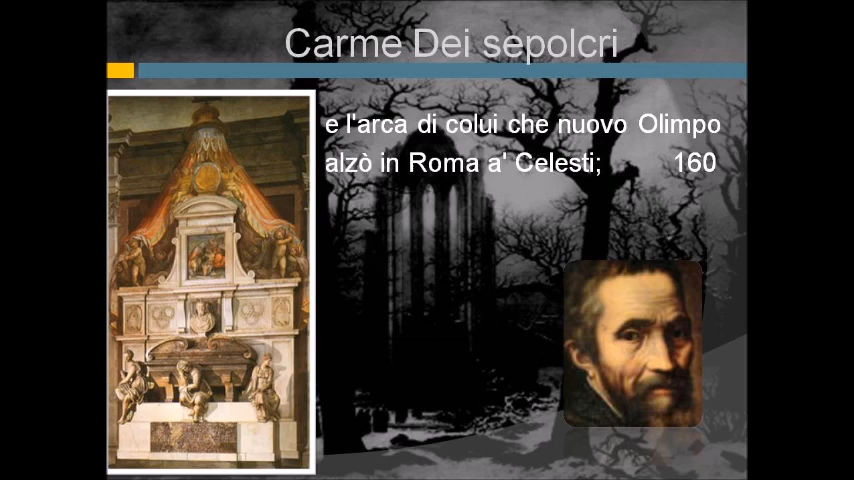 Carme Dei sepolcri
e l'arca di colui che nuovo Olimpo
alzò in Roma a' Celesti; 160